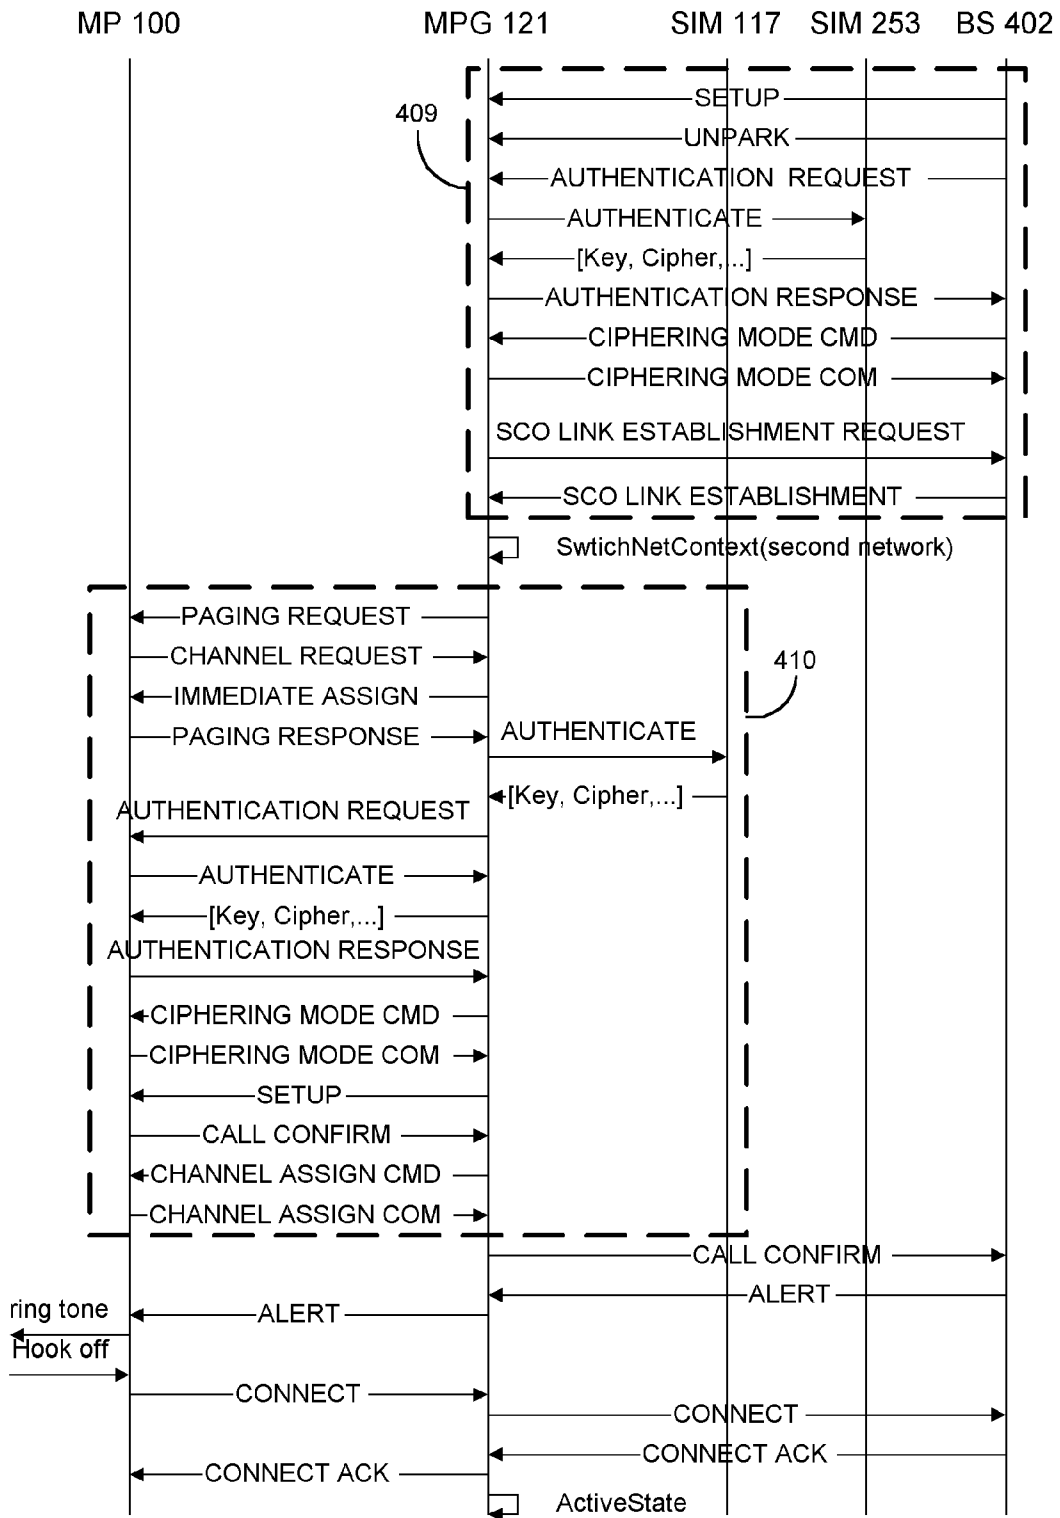 MP 100 MPG 121 SIM 117 SIM 253 BS 402
SETUP
409
UNPARK
AUTHENTICATION REQUEST
AUTHENTICATE
[Key, Cipher,...]
AUTHENTICATION RESPONSE
CIPHERING MODE CMD
CIPHERING MODE COM
SCO LINK ESTABLISHMENT REQUEST
SCO LINK ESTABLISHMENT
SwtichNetContext(second network)
PAGING REQUEST
CHANNEL REQUEST
410
IMMEDIATE ASSIGN
PAGING RESPONSE
AUTHENTICATE
[Key, Cipher,...]
AUTHENTICATION REQUEST
AUTHENTICATE
[Key, Cipher,...]
AUTHENTICATION RESPONSE
CIPHERING MODE CMD
CIPHERING MODE COM
SETUP
CALL CONFIRM
CHANNEL ASSIGN CMD
CHANNEL ASSIGN COM
CALL CONFIRM
ALERT
ring tone
ALERT
Hook off
CONNECT
CONNECT
CONNECT ACK
CONNECT ACK
ActiveState